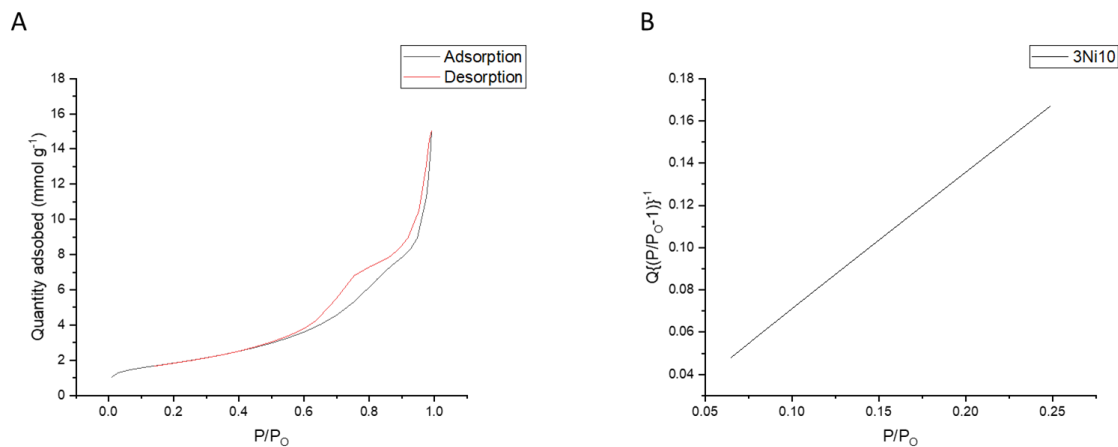 A
Adsorption
Desorption
18
16
14
12
10
8
6
4
2
0
Quantity adsobed (mmol g⁻¹)
0.0 0.2 0.4 0.6 0.8 1.0
P/P_O
B
3Ni10
0.18
0.16
0.14
0.12
0.10
0.08
0.06
0.04
Q{(P/P_O-1)}⁻¹
0.05 0.10 0.15 0.20 0.25
P/P_O